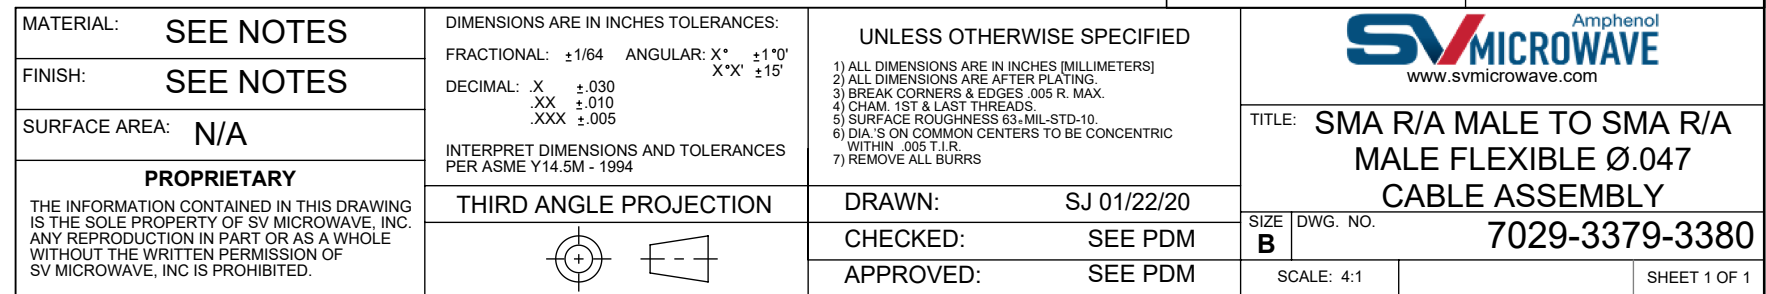 MATERIAL: SEE NOTES
FINISH: SEE NOTES
SURFACE AREA: N/A
PROPRIETARY
THE INFORMATION CONTAINED IN THIS DRAWING
IS THE SOLE PROPERTY OF SV MICROWAVE, INC.
ANY REPRODUCTION IN PART OR AS A WHOLE
WITHOUT THE WRITTEN PERMISSION OF
SV MICROWAVE, INC IS PROHIBITED.
DIMENSIONS ARE IN INCHES TOLERANCES:
FRACTIONAL: ±1/64 ANGULAR: X° ±1°0'
X°X' ±15'
DECIMAL: .X ±.030
.XX ±.010
.XXX ±.005
INTERPRET DIMENSIONS AND TOLERANCES
PER ASME Y14.5M - 1994
THIRD ANGLE PROJECTION
UNLESS OTHERWISE SPECIFIED
1) ALL DIMENSIONS ARE IN INCHES [MILLIMETERS]
2) ALL DIMENSIONS ARE AFTER PLATING.
3) BREAK CORNERS & EDGES .005 R. MAX.
4) CHAM. 1ST & LAST THREADS.
5) SURFACE ROUGHNESS 63 MIL-STD-10.
6) DIA.'S ON COMMON CENTERS TO BE CONCENTRIC
WITHIN .005 T.I.R.
7) REMOVE ALL BURRS
DRAWN: SJ 01/22/20
CHECKED: SEE PDM
APPROVED: SEE PDM
Amphenol
SV MICROWAVE
www.svmicrowave.com
TITLE: SMA R/A MALE TO SMA R/A
MALE FLEXIBLE Ø.047
CABLE ASSEMBLY
SIZE DWG. NO.
B 7029-3379-3380
SCALE: 4:1 SHEET 1 OF 1